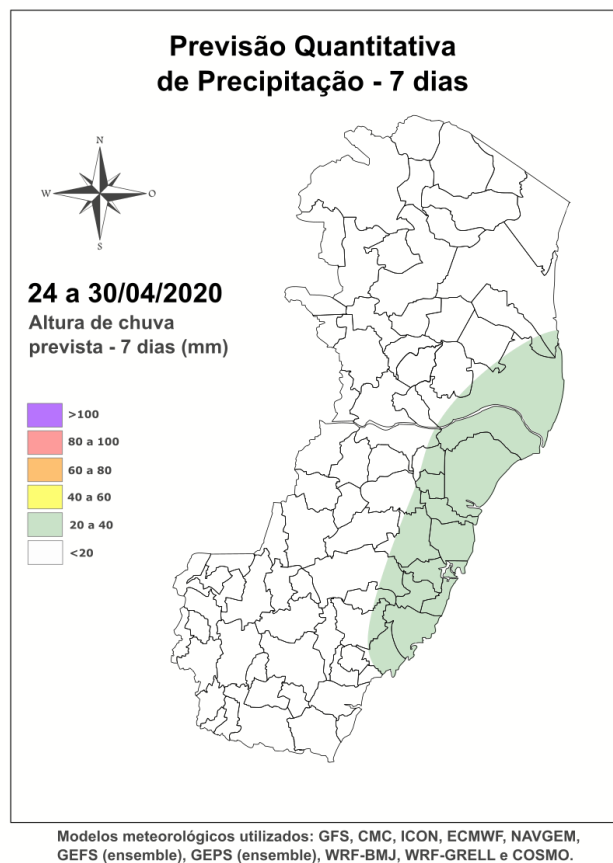 Previsão Quantitativa
de Precipitação - 7 dias
N
W
O
S
24 a 30/04/2020
Altura de chuva
prevista - 7 dias (mm)
>100
80 a 100
60 a 80
40 a 60
20 a 40
<20
Modelos meteorológicos utilizados: GFS, CMC, ICON, ECMWF, NAVGEM,
GEFS (ensemble), GEPS (ensemble), WRF-BMJ, WRF-GRELL e COSMO.